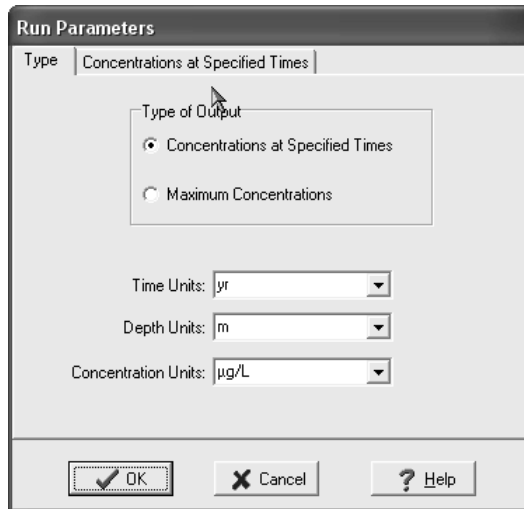 Run Parameters
Type Concentrations at Specified Times
Type of Output
Concentrations at Specified Times
Maximum Concentrations
Time Units: yr
Depth Units: m
Concentration Units: µg/L
OK Cancel ? Help